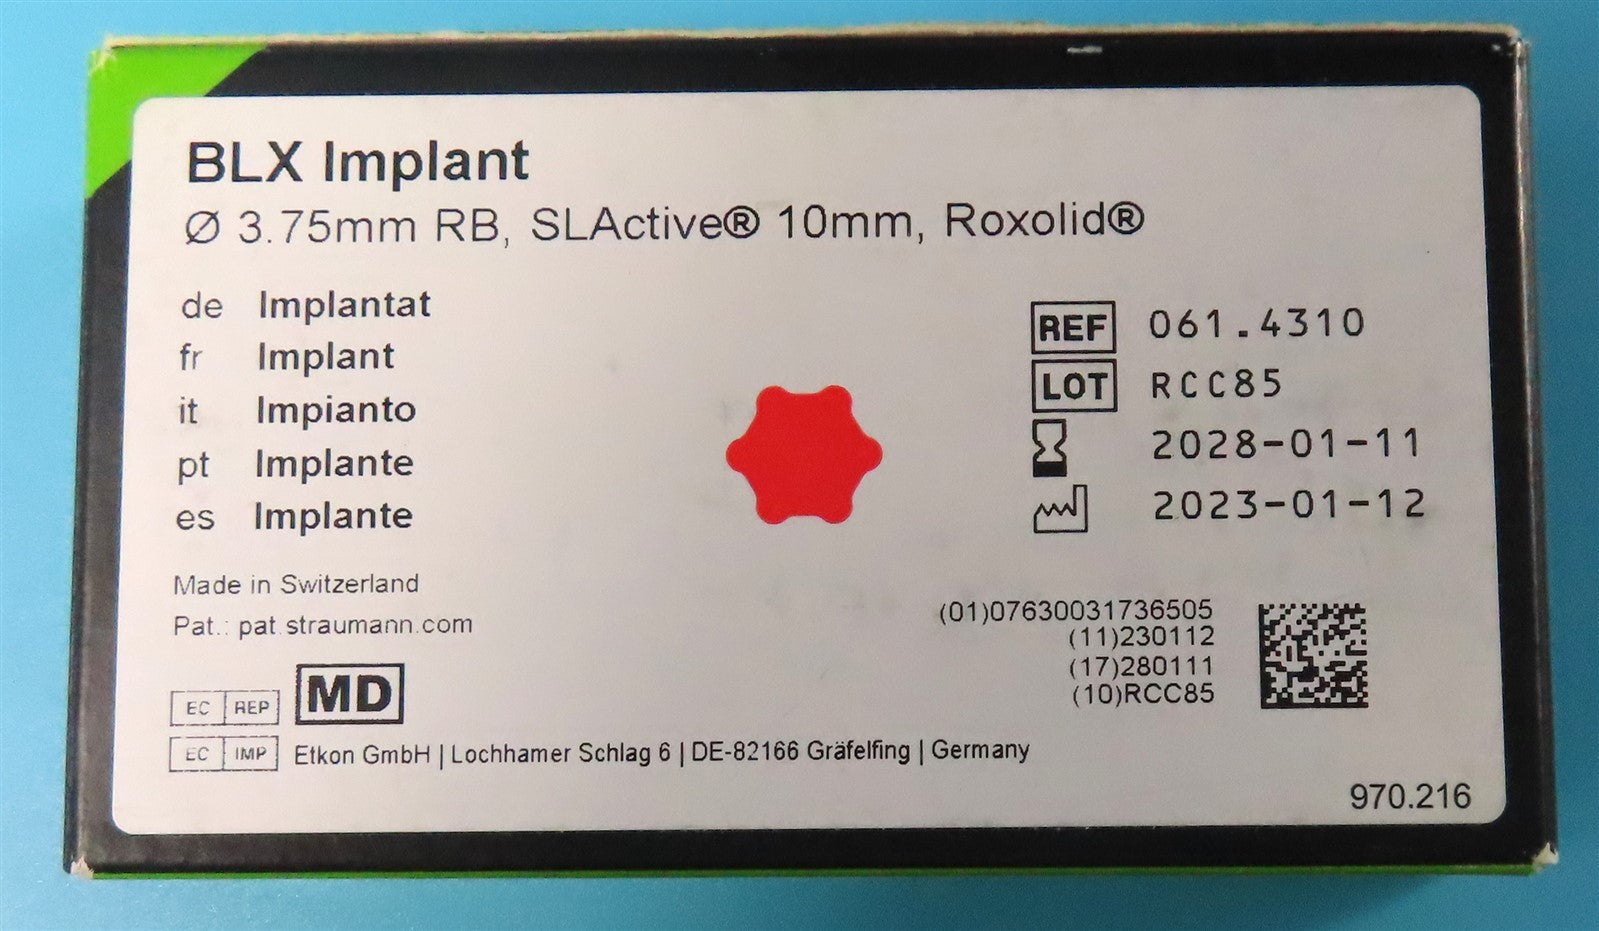 BLX Implant
Ø 3.75mm RB, SLActive® 10mm, Roxolid®
de Implantat
fr Implant
it Impianto
pt Implante
es Implante
REF 061.4310
LOT RCC85
2028-01-11
2023-01-12
Made in Switzerland
Pat.: pat.straumann.com
(01)07630031736505
(11)230112
(17)280111
(10)RCC85
EC REP MD
EC IMP Etkon GmbH | Lochhamer Schlag 6 | DE-82166 Gräfelfing | Germany
970.216